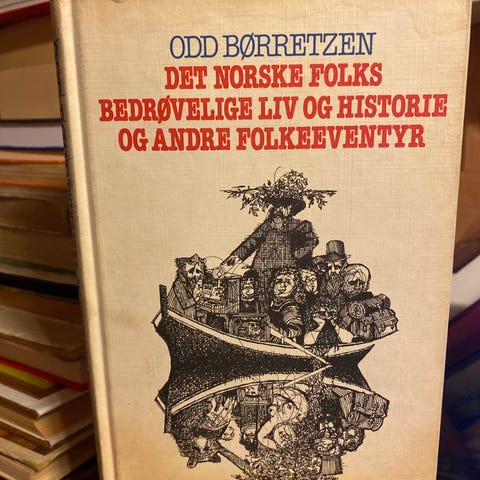 ODD BØRRETZEN
DET NORSKE FOLKS
BEDRØVELIGE LIV OG HISTORIE
OG ANDRE FOLKEEVENTYR